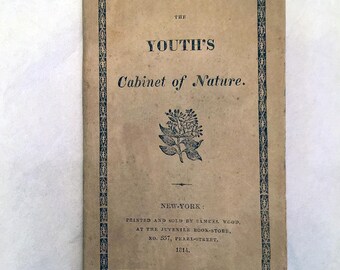 THE
YOUTH'S
Cabinet of Nature.
NEW-YORK:
PRINTED AND SOLD BY SAMUEL WOOD,
AT THE JUVENILE BOOK-STORE,
NO. 357, PEARL-STREET,
1814.